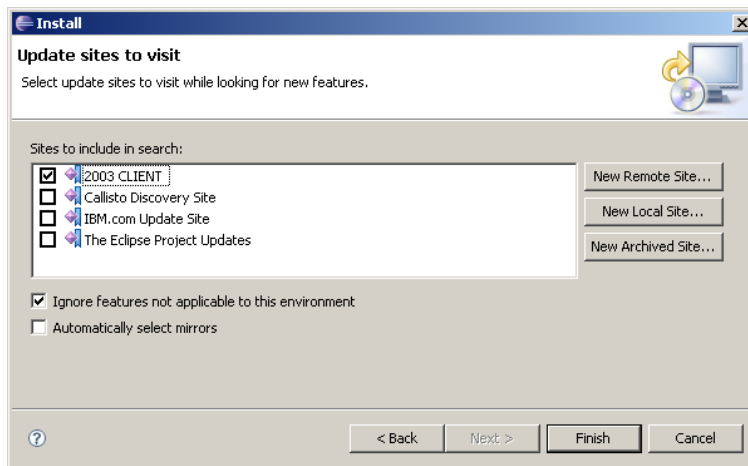 Install
Update sites to visit
Select update sites to visit while looking for new features.
Sites to include in search:
2003 CLIENT
Callisto Discovery Site
IBM.com Update Site
The Eclipse Project Updates
New Remote Site...
New Local Site...
New Archived Site...
Ignore features not applicable to this environment
Automatically select mirrors
?
< Back
Next >
Finish
Cancel